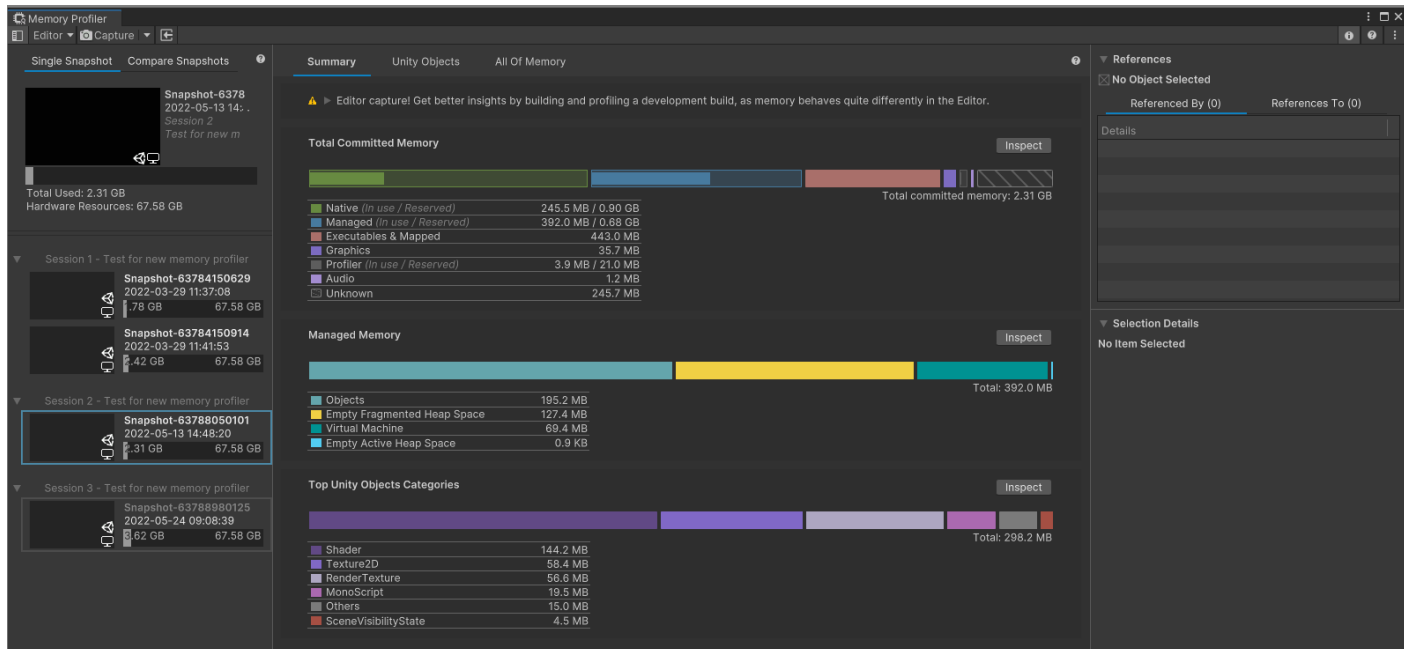 Memory Profiler
Editor Capture
Single Snapshot Compare Snapshots
Snapshot-6378
2022-05-13 14:.
Session 2
Test for new m
Total Used: 2.31 GB
Hardware Resources: 67.58 GB
Session 1 - Test for new memory profiler
Snapshot-63784150629
2022-03-29 11:37:08
.78 GB 67.58 GB
Snapshot-63784150914
2022-03-29 11:41:53
.42 GB 67.58 GB
Session 2 - Test for new memory profiler
Snapshot-63788050101
2022-05-13 14:48:20
2.31 GB 67.58 GB
Session 3 - Test for new memory profiler
Snapshot-63788980125
2022-05-24 09:08:39
3.62 GB 67.58 GB
Summary Unity Objects All Of Memory
Editor capture! Get better insights by building and profiling a development build, as memory behaves quite differently in the Editor.
Total Committed Memory Inspect
Total committed memory: 2.31 GB
Native (In use / Reserved) 245.5 MB / 0.90 GB
Managed (In use / Reserved) 392.0 MB / 0.68 GB
Executables & Mapped 443.0 MB
Graphics 35.7 MB
Profiler (In use / Reserved) 3.9 MB / 21.0 MB
Audio 1.2 MB
Unknown 245.7 MB
Managed Memory Inspect
Total: 392.0 MB
Objects 195.2 MB
Empty Fragmented Heap Space 127.4 MB
Virtual Machine 69.4 MB
Empty Active Heap Space 0.9 KB
Top Unity Objects Categories Inspect
Total: 298.2 MB
Shader 144.2 MB
Texture2D 58.4 MB
RenderTexture 56.6 MB
MonoScript 19.5 MB
Others 15.0 MB
SceneVisibilityState 4.5 MB
References
No Object Selected
Referenced By (0) References To (0)
Details
Selection Details
No Item Selected